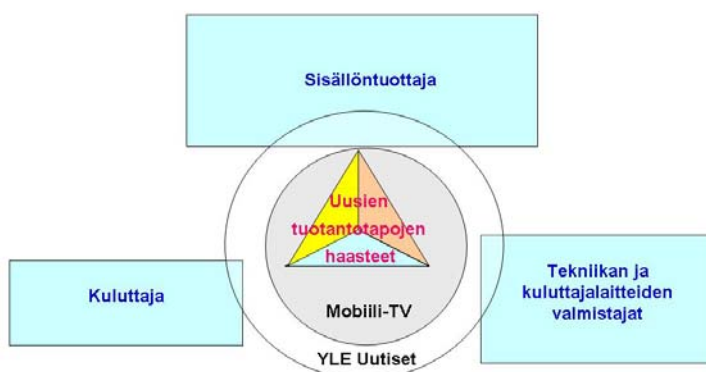 Sisällöntuottaja
Uusien
tuotantotapojen
haasteet
Kuluttaja
Tekniikan ja
kuluttajalaitteiden
valmistajat
Mobiili-TV
YLE Uutiset